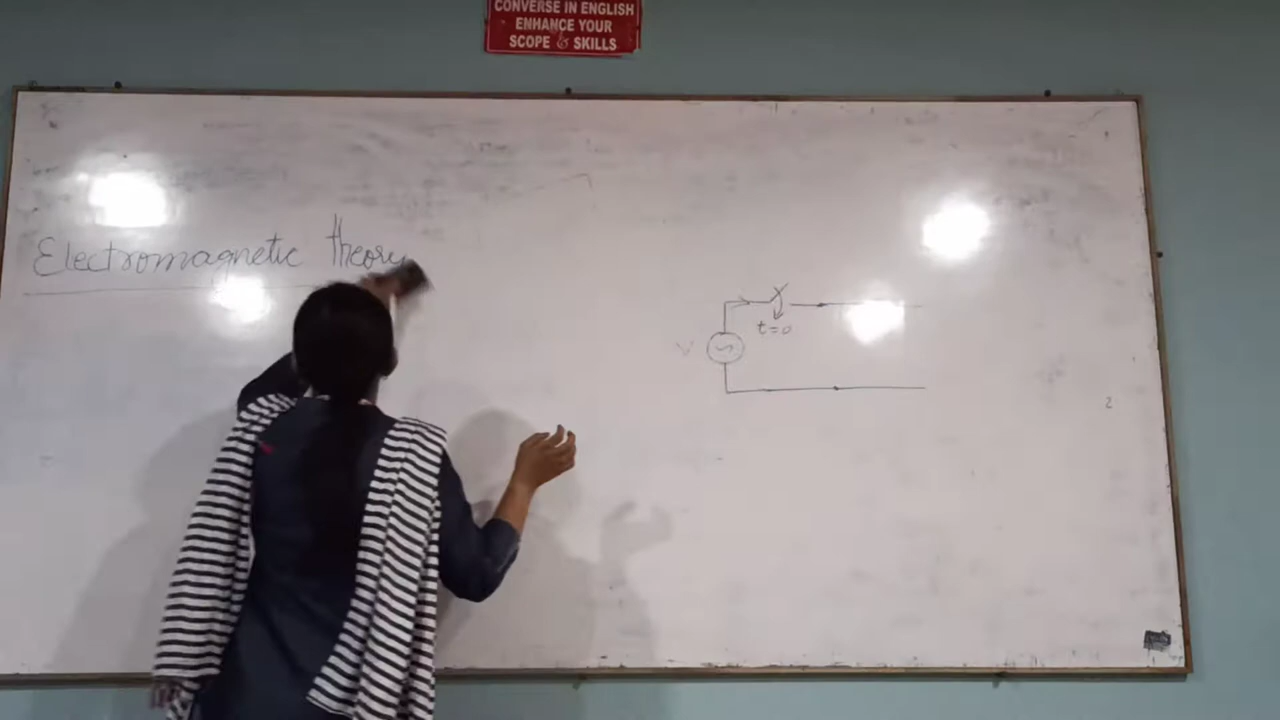 CONVERSE IN ENGLISH
ENHANCE YOUR
SCOPE & SKILLS
Electromagnetic theory
t=0
V
2